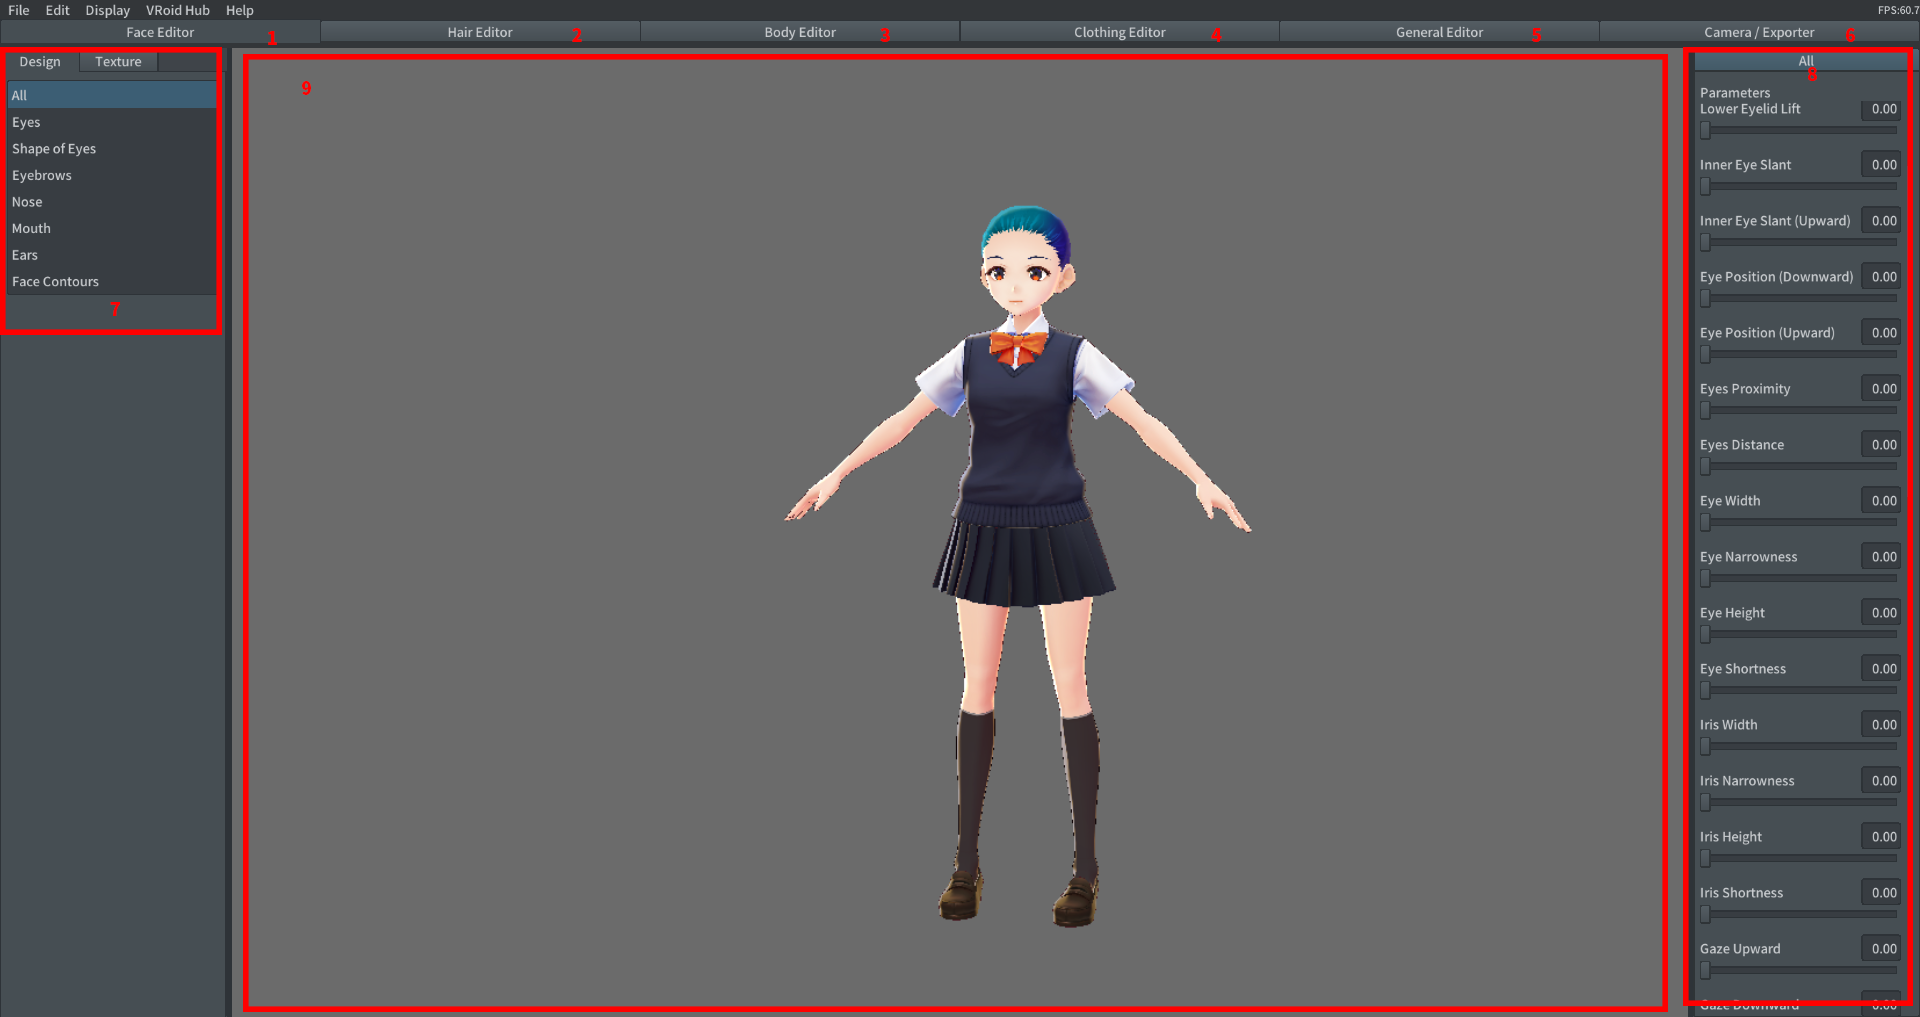 File Edit Display VRoid Hub Help
FPS:60.7
Face Editor 1 Hair Editor 2 Body Editor 3 Clothing Editor 4 General Editor 5 Camera / Exporter 6
Design Texture
All
Eyes
Shape of Eyes
Eyebrows
Nose
Mouth
Ears
Face Contours
7
9
All
8
Parameters
Lower Eyelid Lift 0.00
Inner Eye Slant 0.00
Inner Eye Slant (Upward) 0.00
Eye Position (Downward) 0.00
Eye Position (Upward) 0.00
Eyes Proximity 0.00
Eyes Distance 0.00
Eye Width 0.00
Eye Narrowness 0.00
Eye Height 0.00
Eye Shortness 0.00
Iris Width 0.00
Iris Narrowness 0.00
Iris Height 0.00
Iris Shortness 0.00
Gaze Upward 0.00
Gaze Downward 0.00